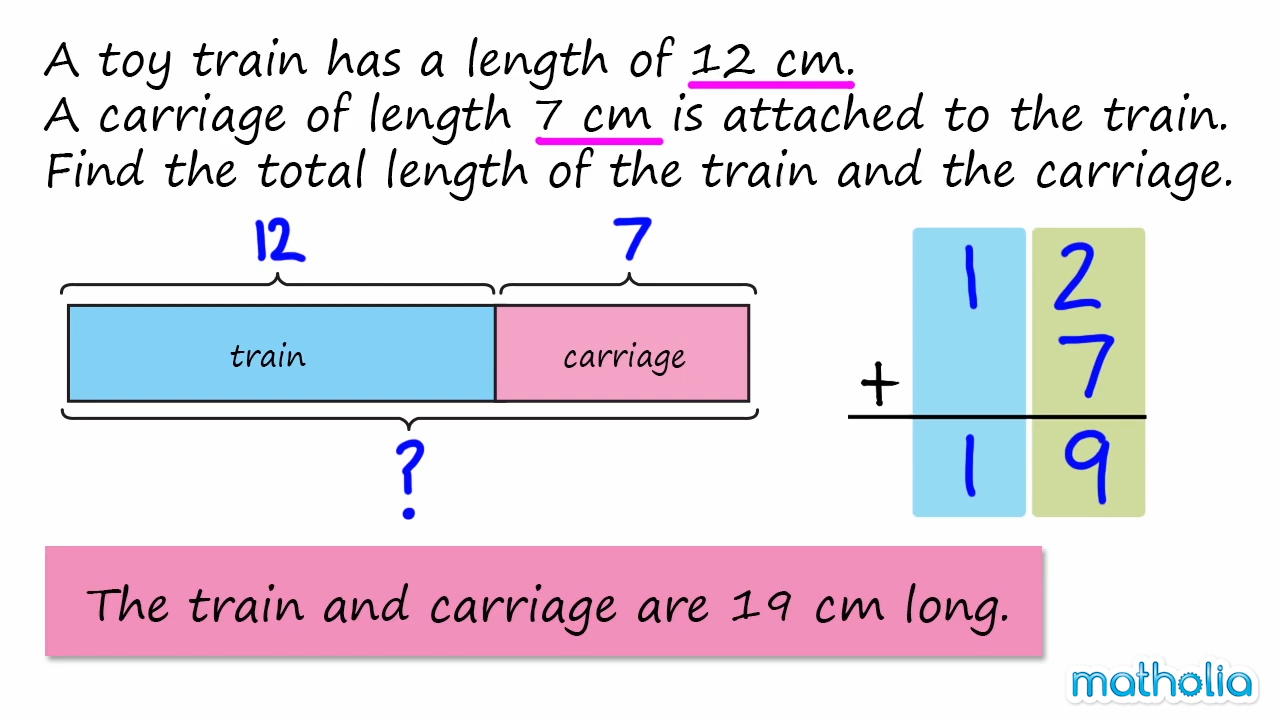 A toy train has a length of 12 cm.
A carriage of length 7 cm is attached to the train.
Find the total length of the train and the carriage.
12 7
train carriage
?
1 2
+ 7
1 9
The train and carriage are 19 cm long.
matholia